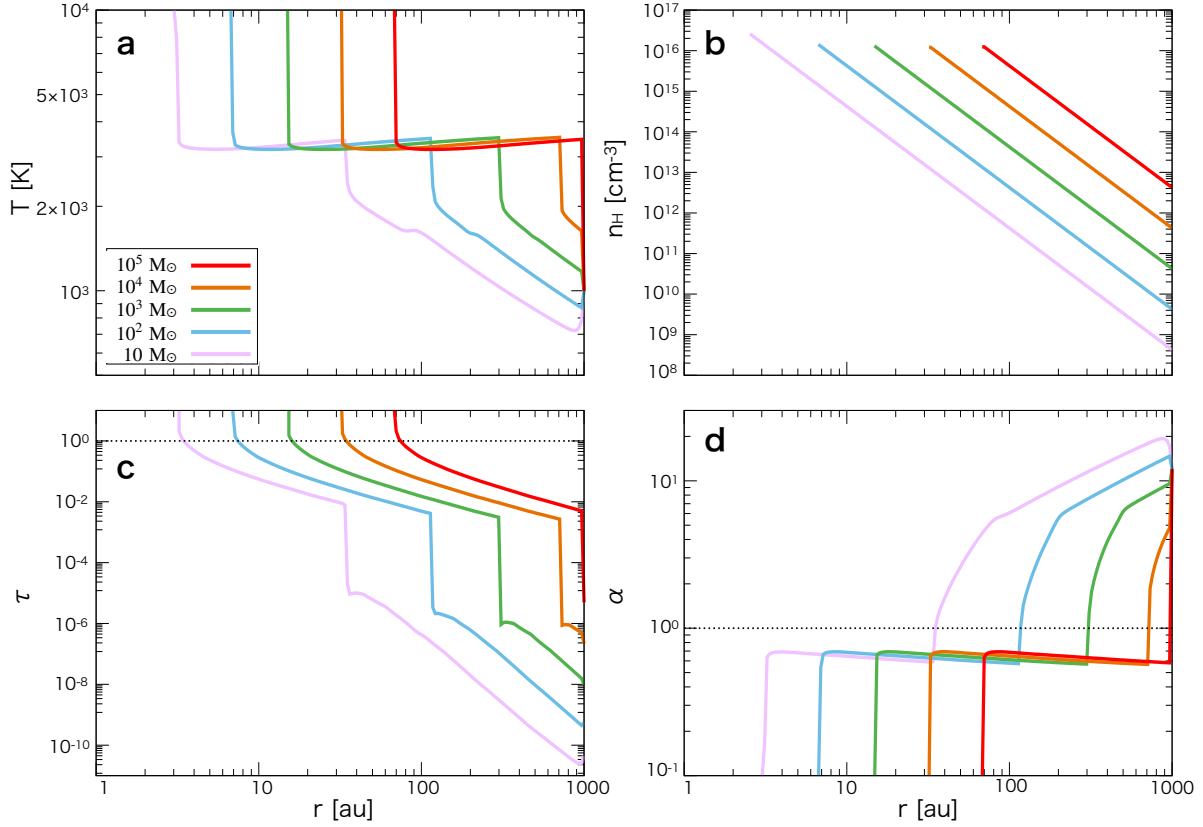 a
10⁴
5×10³
2×10³
10³
T [K]
10⁵ M☉
10⁴ M☉
10³ M☉
10² M☉
10 M☉
b
10¹⁷
10¹⁶
10¹⁵
10¹⁴
10¹³
10¹²
10¹¹
10¹⁰
10⁹
10⁸
nH [cm-3]
c
10⁰
10⁻²
10⁻⁴
10⁻⁶
10⁻⁸
10⁻¹⁰
τ
1 10 100 1000
r [au]
d
10¹
10⁰
10⁻¹
α
1 10 100 1000
r [au]